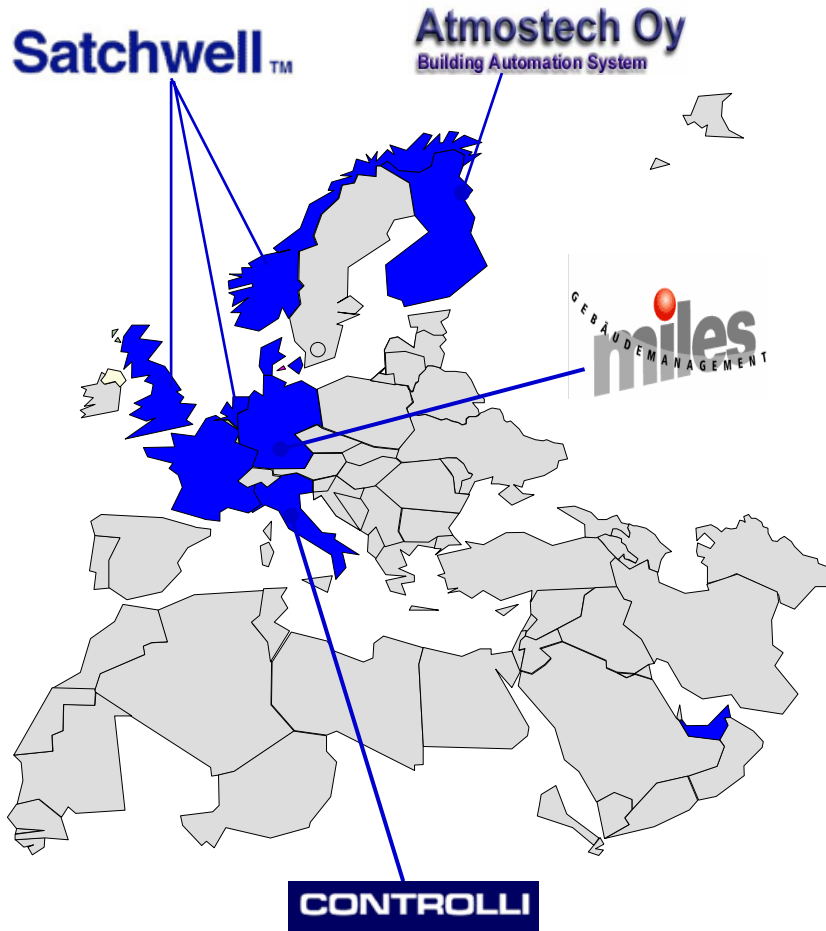 Satchwell TM
Atmostech Oy
Building Automation System
GEBÄUDEMANAGEMENT
miles
CONTROLLI